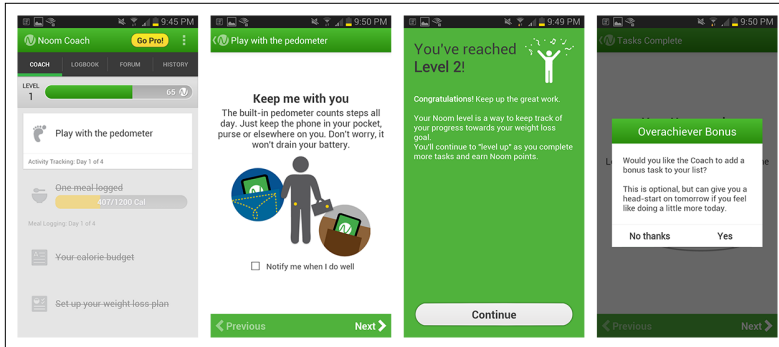 9:45 PM
Noom Coach
Go Pro!
COACH
LOGBOOK
FORUM
HISTORY
LEVEL
1
65
Play with the pedometer
Activity Tracking: Day 1 of 4
One meal logged
407/1200 Cal
Meal Logging: Day 1 of 4
Your calorie budget
Set up your weight loss plan
9:50 PM
Play with the pedometer
Keep me with you
The built-in pedometer counts steps all
day. Just keep the phone in your pocket,
purse or elsewhere on you. Don't worry, it
won't drain your battery.
Notify me when I do well
Previous
Next
9:49 PM
You've reached
Level 2!
Congratulations! Keep up the great work.
Your Noom level is a way to keep track of
your progress towards your weight loss
goal.
You'll continue to "level up" as you complete
more tasks and earn Noom points.
Continue
9:50 PM
Tasks Complete
Overachiever Bonus
Would you like the Coach to add a
bonus task to your list?
This is optional, but can give you a
head-start on tomorrow if you feel
like doing a little more today.
No thanks
Yes
Previous
Next